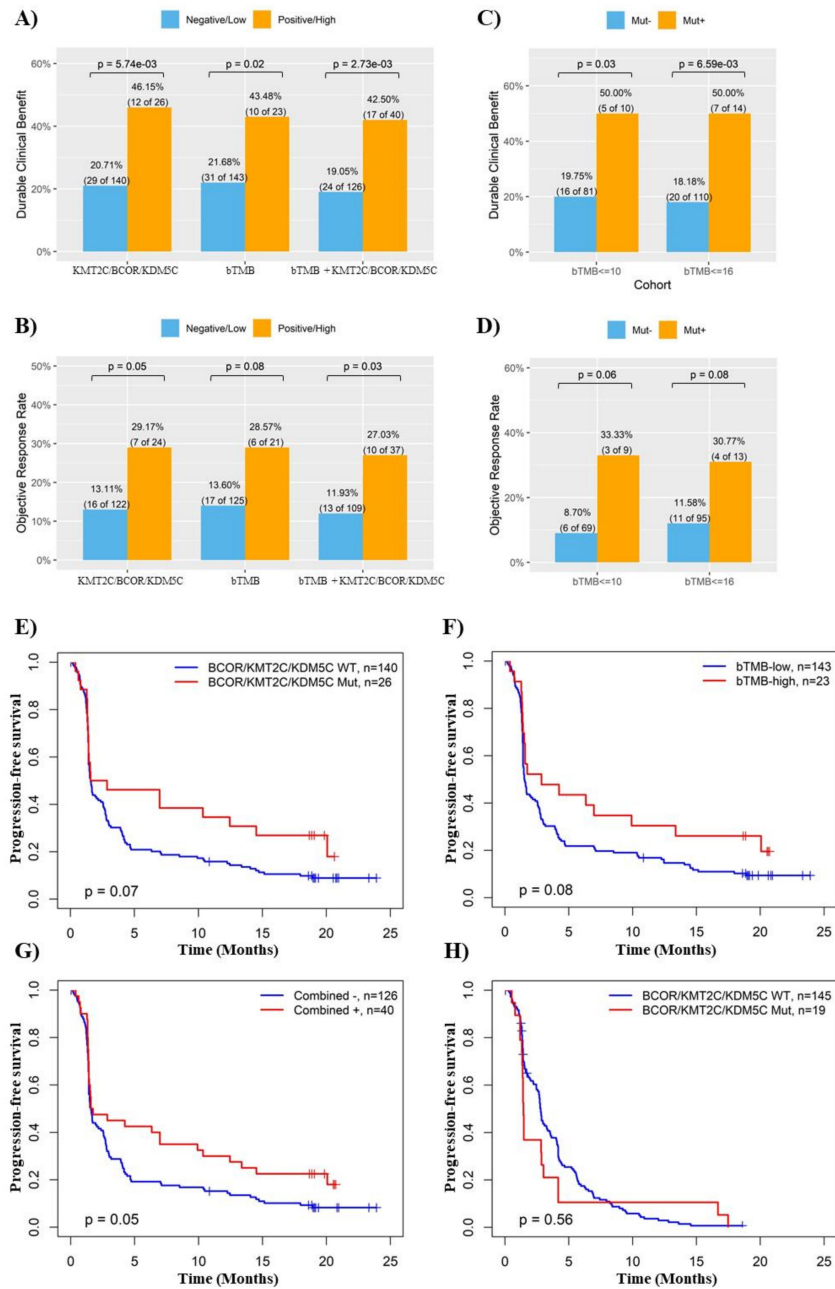 A)
Negative/Low Positive/High
p = 5.74e-03 p = 0.02 p = 2.73e-03
60%
40%
20%
0%
Durable Clinical Benefit
46.15%
(12 of 26)
43.48%
(10 of 23)
42.50%
(17 of 40)
20.71%
(29 of 140)
21.68%
(31 of 143)
19.05%
(24 of 126)
KMT2C/BCOR/KDM5C bTMB bTMB +KMT2C/BCOR/KDM5C
C)
Mut- Mut+
p = 0.03 p = 6.59e-03
60%
40%
20%
0%
Durable Clinical Benefit
50.00%
(5 of 10)
50.00%
(7 of 14)
19.75%
(16 of 81)
18.18%
(20 of 110)
bTMB<=10 bTMB<=16
Cohort
B)
Negative/Low Positive/High
p = 0.05 p = 0.08 p = 0.03
50%
40%
30%
20%
10%
0%
Objective Response Rate
29.17%
(7 of 24)
28.57%
(6 of 21)
27.03%
(10 of 37)
13.11%
(16 of 122)
13.60%
(17 of 125)
11.93%
(13 of 109)
KMT2C/BCOR/KDM5C bTMB bTMB +KMT2C/BCOR/KDM5C
D)
Mut- Mut+
p = 0.06 p = 0.08
60%
40%
20%
0%
Objective Response Rate
33.33%
(3 of 9)
30.77%
(4 of 13)
8.70%
(6 of 69)
11.58%
(11 of 95)
bTMB<=10 bTMB<=16
E)
BCOR/KMT2C/KDM5C WT, n=140
BCOR/KMT2C/KDM5C Mut, n=26
1.0
0.8
0.6
0.4
0.2
0.0
Progression-free survival
p = 0.07
0 5 10 15 20 25
Time (Months)
F)
bTMB-low, n=143
bTMB-high, n=23
1.0
0.8
0.6
0.4
0.2
0.0
Progression-free survival
p = 0.08
0 5 10 15 20 25
Time (Months)
G)
Combined -, n=126
Combined +, n=40
1.0
0.8
0.6
0.4
0.2
0.0
Progression-free survival
p = 0.05
0 5 10 15 20 25
Time (Months)
H)
BCOR/KMT2C/KDM5C WT, n=145
BCOR/KMT2C/KDM5C Mut, n=19
1.0
0.8
0.6
0.4
0.2
0.0
Progression-free survival
p = 0.56
0 5 10 15 20 25
Time (Months)